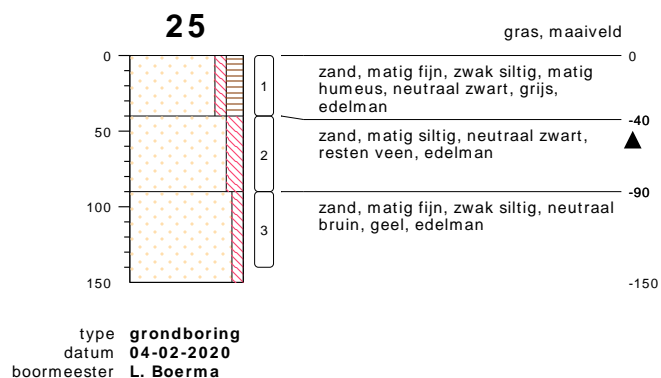 25
gras, maaiveld
0
50
100
150
1
2
3
0
zand, matig fijn, zwak siltig, matig
humeus, neutraal zwart, grijs,
edelman
-40
zand, matig siltig, neutraal zwart,
resten veen, edelman
-90
zand, matig fijn, zwak siltig, neutraal
bruin, geel, edelman
-150
type grondboring
datum 04-02-2020
boormeester L. Boerma